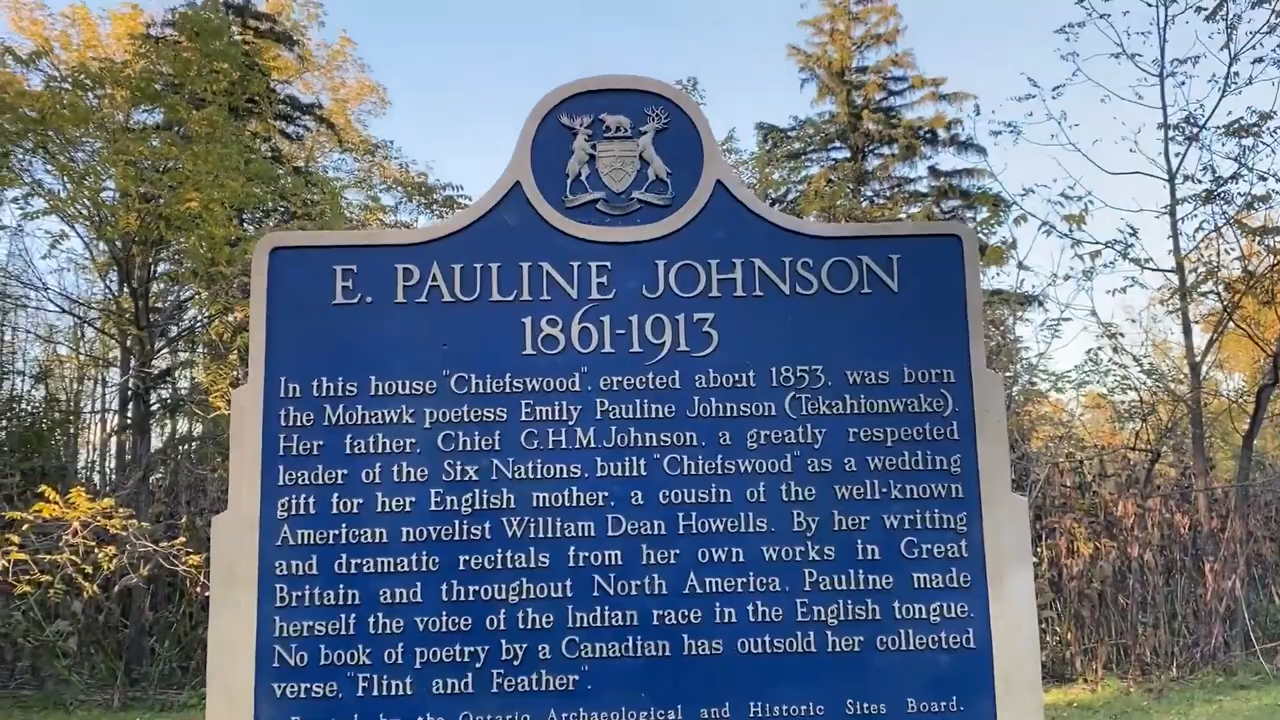 E. PAULINE JOHNSON
1861-1913
In this house "Chiefswood", erected about 1853, was born
the Mohawk poetess Emily Pauline Johnson (Tekahionwake).
Her father, Chief G.H.M.Johnson, a greatly respected
leader of the Six Nations, built "Chiefswood" as a wedding
gift for her English mother, a cousin of the well-known
American novelist William Dean Howells. By her writing
and dramatic recitals from her own works in Great
Britain and throughout North America, Pauline made
herself the voice of the Indian race in the English tongue.
No book of poetry by a Canadian has outsold her collected
verse, "Flint and Feather".
by the Ontario Archaeological and Historic Sites Board.